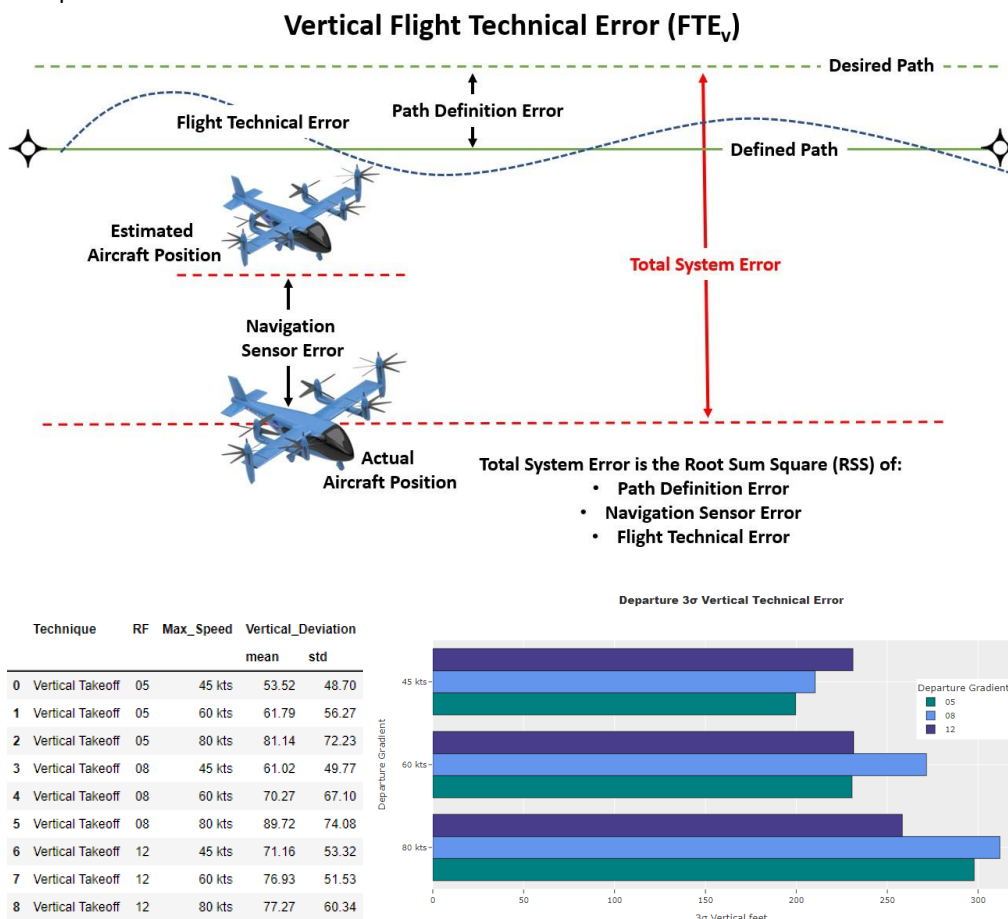 Vertical Flight Technical Error (FTEv)
Desired Path
Path Definition Error
Flight Technical Error
Defined Path
Estimated
Aircraft Position
Total System Error
Navigation
Sensor Error
Actual
Aircraft Position
Total System Error is the Root Sum Square (RSS) of:
• Path Definition Error
• Navigation Sensor Error
• Flight Technical Error
Technique RF Max_Speed Vertical_Deviation
mean std
0 Vertical Takeoff 05 45 kts 53.52 48.70
1 Vertical Takeoff 05 60 kts 61.79 56.27
2 Vertical Takeoff 05 80 kts 81.14 72.23
3 Vertical Takeoff 08 45 kts 61.02 49.77
4 Vertical Takeoff 08 60 kts 70.27 67.10
5 Vertical Takeoff 08 80 kts 89.72 74.08
6 Vertical Takeoff 12 45 kts 71.16 53.32
7 Vertical Takeoff 12 60 kts 76.93 51.53
8 Vertical Takeoff 12 80 kts 77.27 60.34
Departure 3σ Vertical Technical Error
Departure Gradient
45 kts
60 kts
80 kts
Departure Gradient
05
08
12
0 50 100 150 200 250 300
3σ Vertical feet